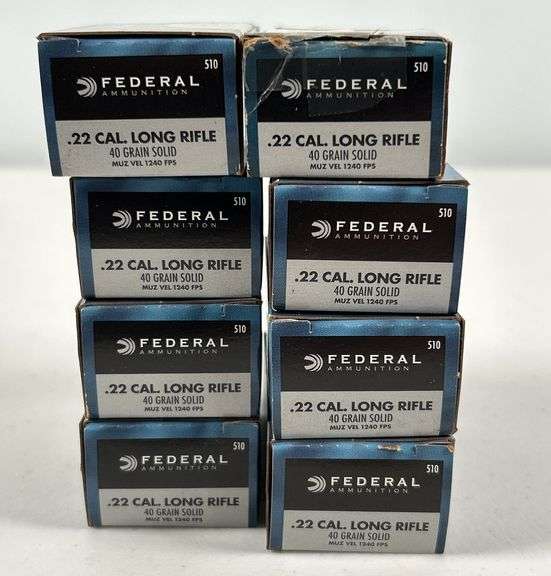 510
FEDERAL
AMMUNITION
.22 CAL. LONG RIFLE
40 GRAIN SOLID
MUZ VEL 1240 FPS
510
FEDERAL
AMMUNITION
.22 CAL. LONG RIFLE
40 GRAIN SOLID
MUZ VEL 1240 FPS
510
FEDERAL
AMMUNITION
.22 CAL. LONG RIFLE
40 GRAIN SOLID
MUZ VEL 1240 FPS
510
FEDERAL
AMMUNITION
.22 CAL. LONG RIFLE
40 GRAIN SOLID
MUZ VEL 1240 FPS
510
FEDERAL
AMMUNITION
.22 CAL. LONG RIFLE
40 GRAIN SOLID
MUZ VEL 1240 FPS
510
FEDERAL
AMMUNITION
.22 CAL. LONG RIFLE
40 GRAIN SOLID
MUZ VEL 1240 FPS
510
FEDERAL
AMMUNITION
.22 CAL. LONG RIFLE
40 GRAIN SOLID
MUZ VEL 1240 FPS
510
FEDERAL
AMMUNITION
.22 CAL. LONG RIFLE
40 GRAIN SOLID
MUZ VEL 1240 FPS